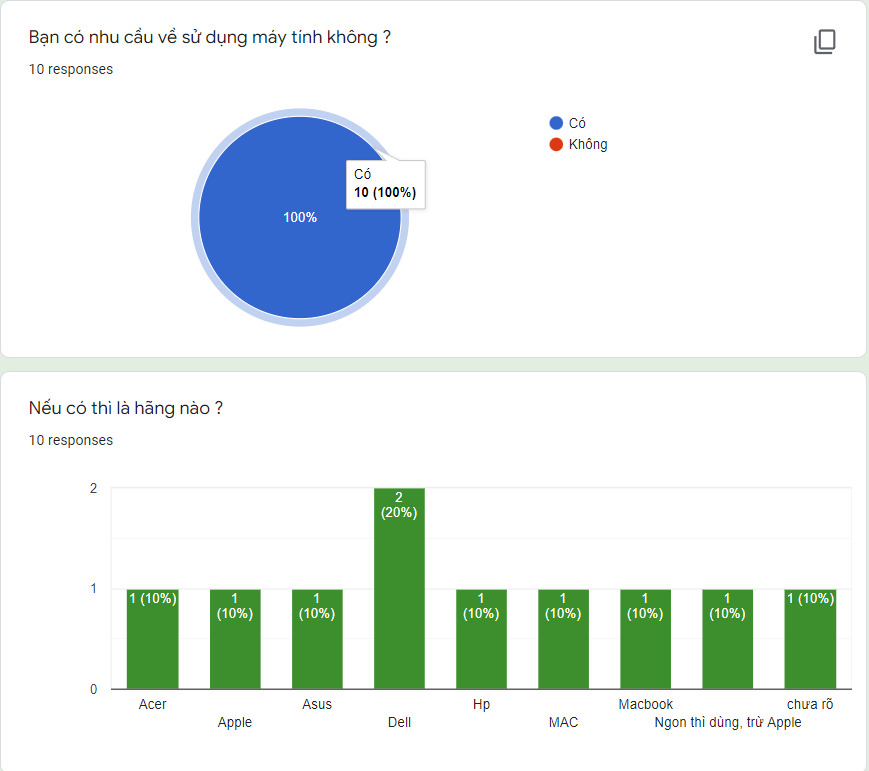 Bạn có nhu cầu về sử dụng máy tính không ?
10 responses
Có
Không
Có
10 (100%)
100%
Nếu có thì là hãng nào ?
10 responses
2
1
0
1 (10%)
1
(10%)
1
(10%)
2
(20%)
1
(10%)
1
(10%)
1
(10%)
1
(10%)
1 (10%)
Acer
Apple
Asus
Dell
Hp
MAC
Macbook
Ngon thì dùng, trừ Apple
chưa rõ